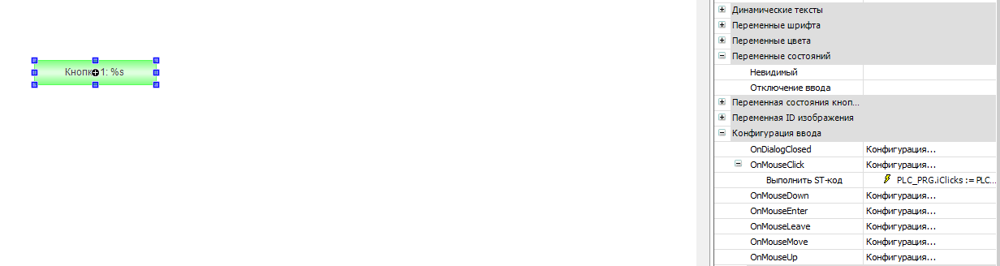 Динамические тексты
Переменные шрифта
Переменные цвета
Переменные состояний
Невидимый
Отключение ввода
Переменная состояния кноп...
Переменная ID изображения
Конфигурация ввода
OnDialogClosed Конфигурация...
OnMouseClick Конфигурация...
Выполнить ST-код PLC_PRG.iClicks := PLC...
OnMouseDown Конфигурация...
OnMouseEnter Конфигурация...
OnMouseLeave Конфигурация...
OnMouseMove Конфигурация...
OnMouseUp Конфигурация...
Кнопка 1: %s